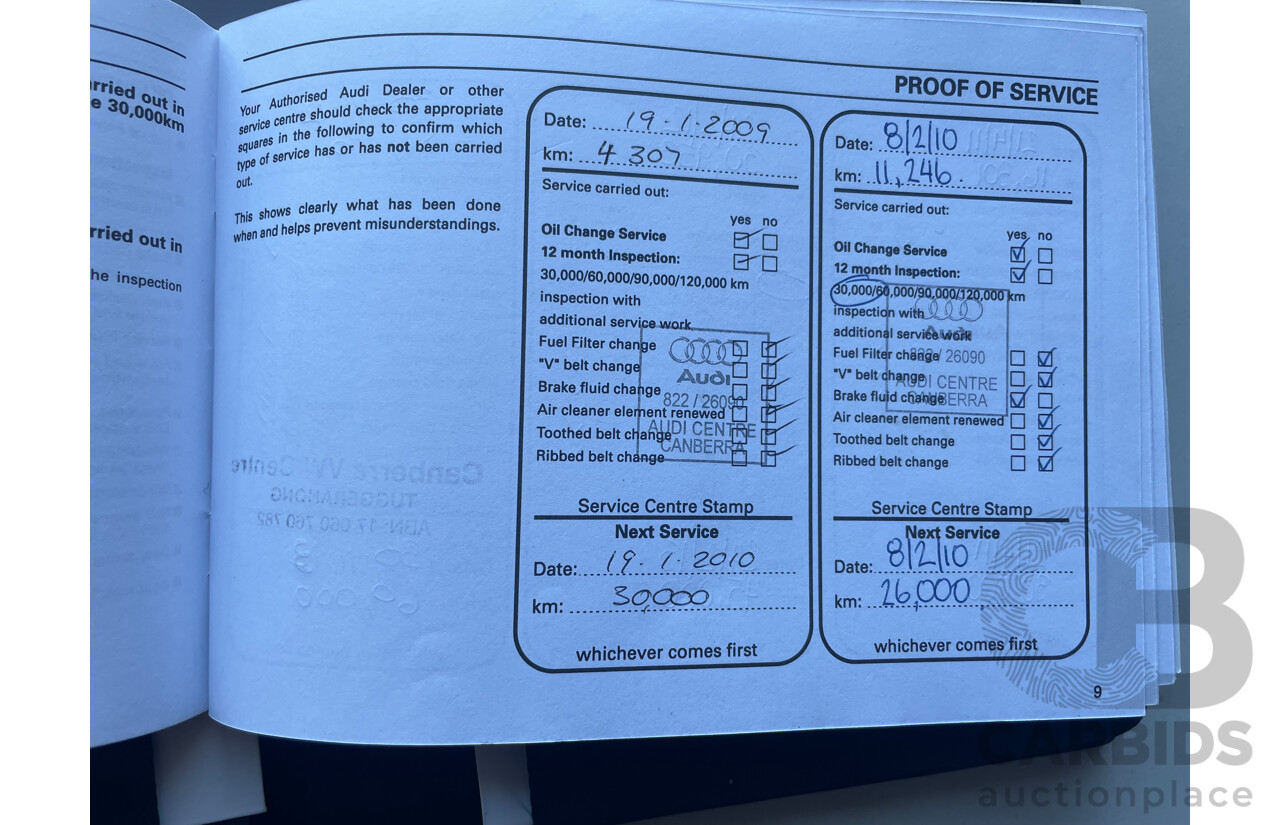 rried out in
e 30,000km
rried out in
he inspection
PROOF OF SERVICE
Your Authorised Audi Dealer or other
service centre should check the appropriate
squares in the following to confirm which
type of service has or has not been carried
out.
This shows clearly what has been done
when and helps prevent misunderstandings.
Canberra VW Centre
TUGGERANONG
ABN: 17 060 760 782
Date: 19.1.2009
km: 4 307
Service carried out:
yes no
Oil Change Service
12 month Inspection:
30,000/60,000/90,000/120,000 km
inspection with
additional service work
Fuel Filter change
"V" belt change
Brake fluid change
Air cleaner element renewed
Toothed belt change
Ribbed belt change
Audi
822 / 26090
AUDI CENTRE
CANBERRA
Service Centre Stamp
Next Service
Date: 19.1.2010
km: 30,000
whichever comes first
Date: 8/2/10
km: 11,246.
Service carried out:
yes no
Oil Change Service
12 month Inspection:
30,000/60,000/90,000/120,000 km
inspection with
additional service work
Fuel Filter change
"V" belt change
Brake fluid change
Air cleaner element renewed
Toothed belt change
Ribbed belt change
Audi
822 / 26090
AUDI CENTRE
CANBERRA
Service Centre Stamp
Next Service
Date: 8/2/10
km: 26,000
whichever comes first
9
CB
CARBIDS
auctionplace